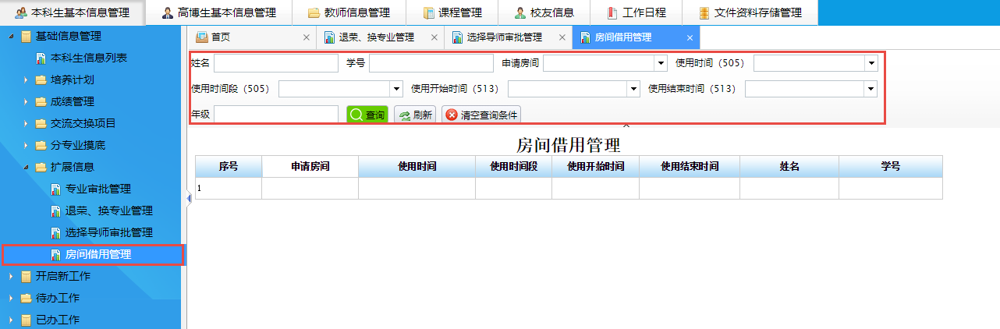 本科生基本信息管理 高博生基本信息管理 教师信息管理 课程管理 校友信息 工作日程 文件资料存储管理
基础信息管理
本科生信息列表
培养计划
成绩管理
交流交换项目
分专业摸底
扩展信息
专业审批管理
退荣、换专业管理
选择导师审批管理
房间借用管理
开启新工作
待办工作
已办工作
首页 退荣、换专业管理 选择导师审批管理 房间借用管理
姓名 学号 申请房间 使用时间（505）
使用时间段（505） 使用开始时间（513） 使用结束时间（513）
年级 查询 刷新 清空查询条件
房间借用管理
序号 申请房间 使用时间 使用时间段 使用开始时间 使用结束时间 姓名 学号
1